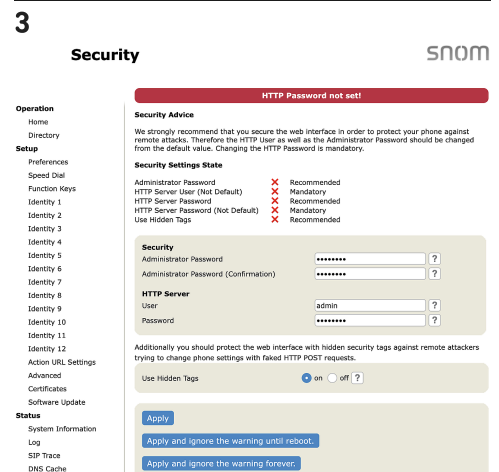 3
Security
snom
HTTP Password not set!
Operation
Home
Directory
Setup
Preferences
Speed Dial
Function Keys
Identity 1
Identity 2
Identity 3
Identity 4
Identity 5
Identity 6
Identity 7
Identity 8
Identity 9
Identity 10
Identity 11
Identity 12
Action URL Settings
Advanced
Certificates
Software Update
Status
System Information
Log
SIP Trace
DNS Cache
Security Advice
We strongly recommend that you secure the web interface in order to protect your phone against
remote attacks. Therefore the HTTP User as well as the Administrator Password should be changed
from the default value. Changing the HTTP Password is mandatory.
Security Settings State
Administrator Password Recommended
HTTP Server User (Not Default) Mandatory
HTTP Server Password Recommended
HTTP Server Password (Not Default) Mandatory
Use Hidden Tags Recommended
Security
Administrator Password •••••••• ?
Administrator Password (Confirmation) •••••••• ?
HTTP Server
User admin ?
Password •••••••• ?
Additionally you should protect the web interface with hidden security tags against remote attackers
trying to change phone settings with faked HTTP POST requests.
Use Hidden Tags on off ?
Apply
Apply and ignore the warning until reboot.
Apply and ignore the warning forever.